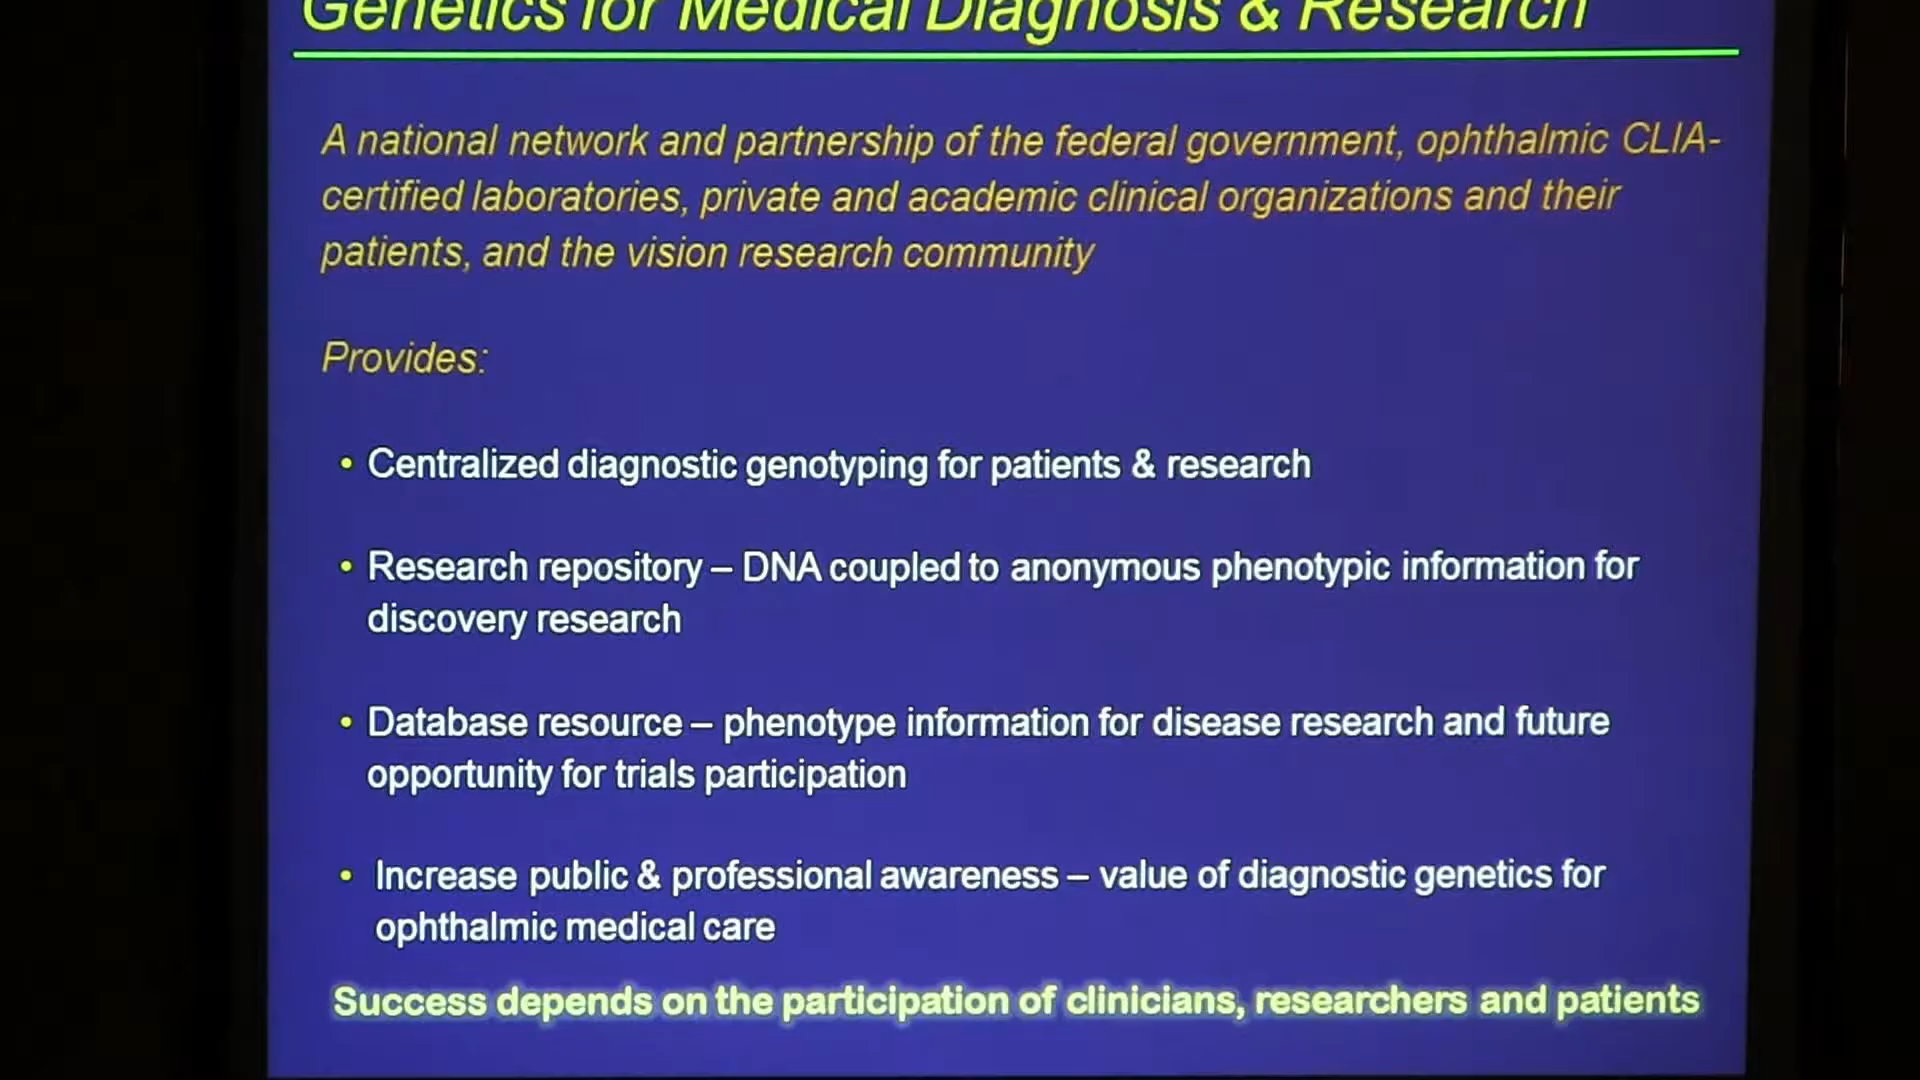 Genetics for Medical Diagnosis & Research
A national network and partnership of the federal government, ophthalmic CLIA-
certified laboratories, private and academic clinical organizations and their
patients, and the vision research community
Provides:
• Centralized diagnostic genotyping for patients & research
• Research repository – DNA coupled to anonymous phenotypic information for
discovery research
• Database resource – phenotype information for disease research and future
opportunity for trials participation
• Increase public & professional awareness – value of diagnostic genetics for
ophthalmic medical care
Success depends on the participation of clinicians, researchers and patients